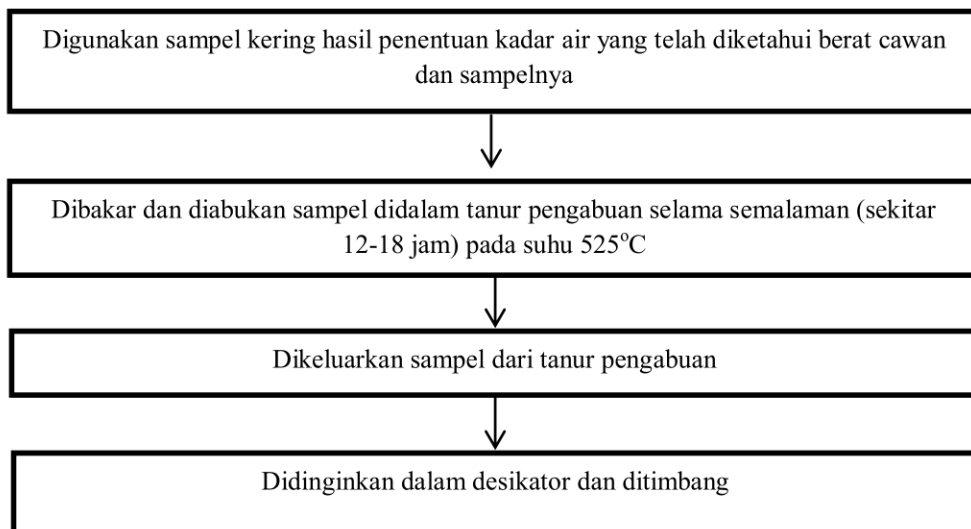 Digunakan sampel kering hasil penentuan kadar air yang telah diketahui berat cawan
dan sampelnya
Dibakar dan diabukan sampel didalam tanur pengabuan selama semalaman (sekitar
12-18 jam) pada suhu 525°C
Dikeluarkan sampel dari tanur pengabuan
Didinginkan dalam desikator dan ditimbang